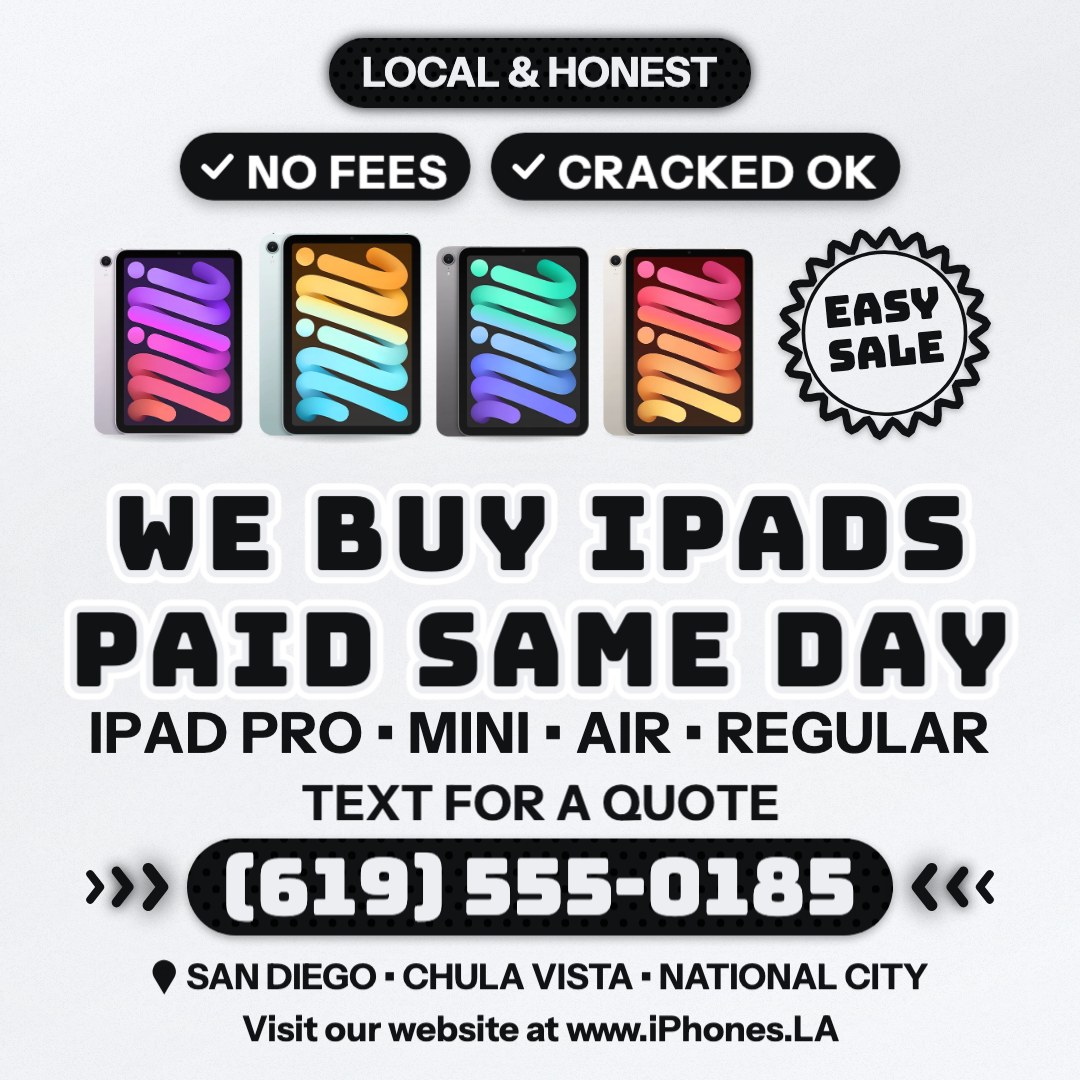 LOCAL & HONEST
✓ NO FEES ✓ CRACKED OK
EASY
SALE
WE BUY IPADS
PAID SAME DAY
IPAD PRO ▪ MINI ▪ AIR ▪ REGULAR
TEXT FOR A QUOTE
(619) 555-0185
SAN DIEGO ▪ CHULA VISTA ▪ NATIONAL CITY
Visit our website at www.iPhones.LA